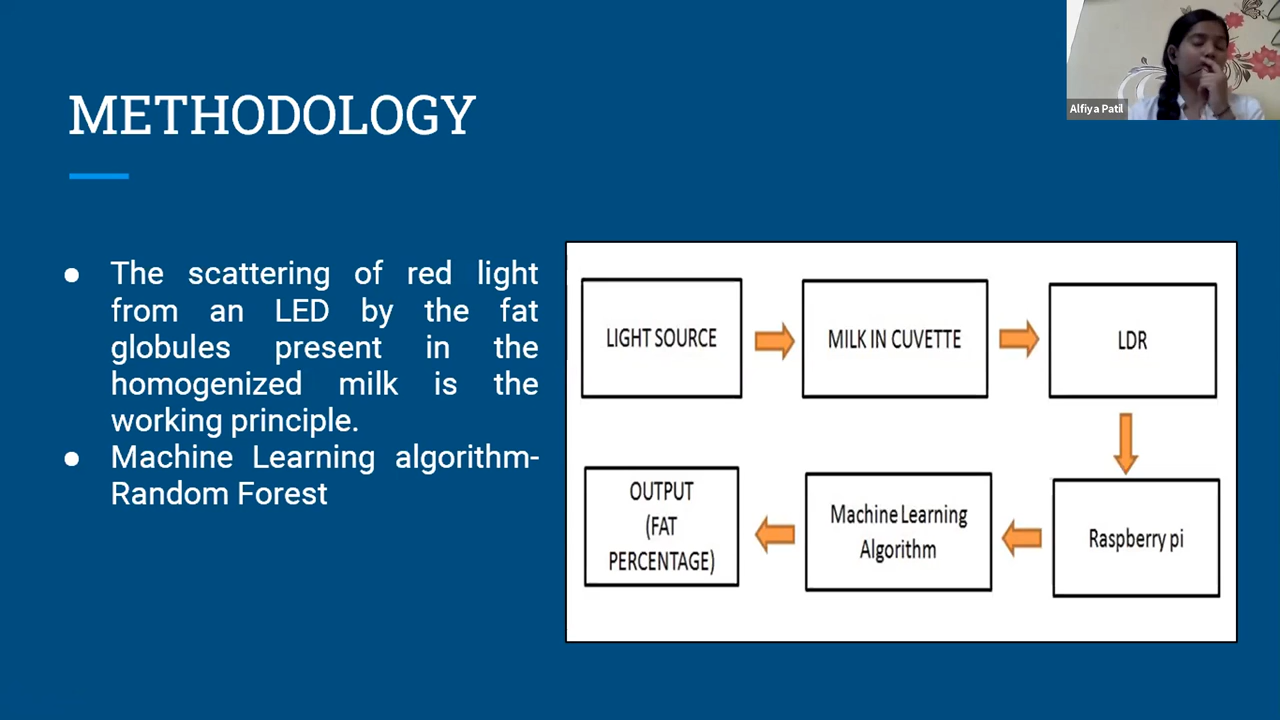 METHODOLOGY
Alfiya Patil
● The scattering of red light
from an LED by the fat
globules present in the
homogenized milk is the
working principle.
● Machine Learning algorithm-
Random Forest
LIGHT SOURCE
MILK IN CUVETTE
LDR
Raspberry pi
Machine Learning
Algorithm
OUTPUT
(FAT
PERCENTAGE)